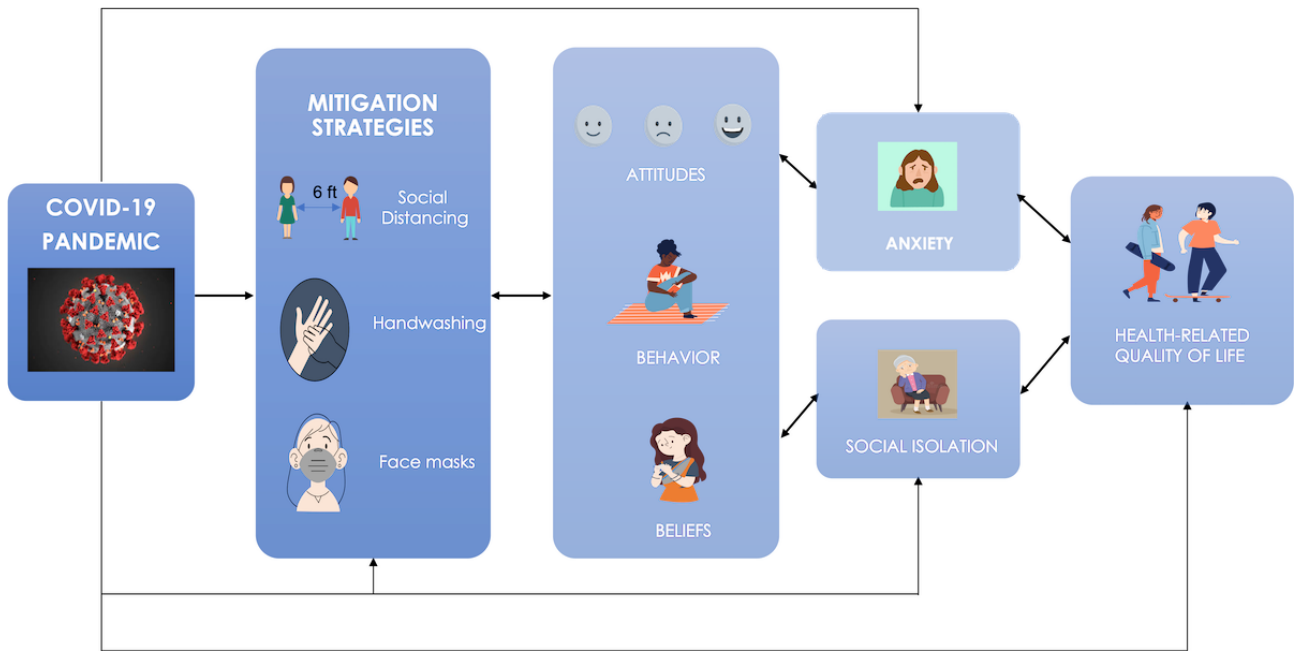 COVID-19
PANDEMIC
MITIGATION
STRATEGIES
6 ft
Social
Distancing
Handwashing
Face masks
ATTITUDES
BEHAVIOR
BELIEFS
ANXIETY
SOCIAL ISOLATION
HEALTH-RELATED
QUALITY OF LIFE